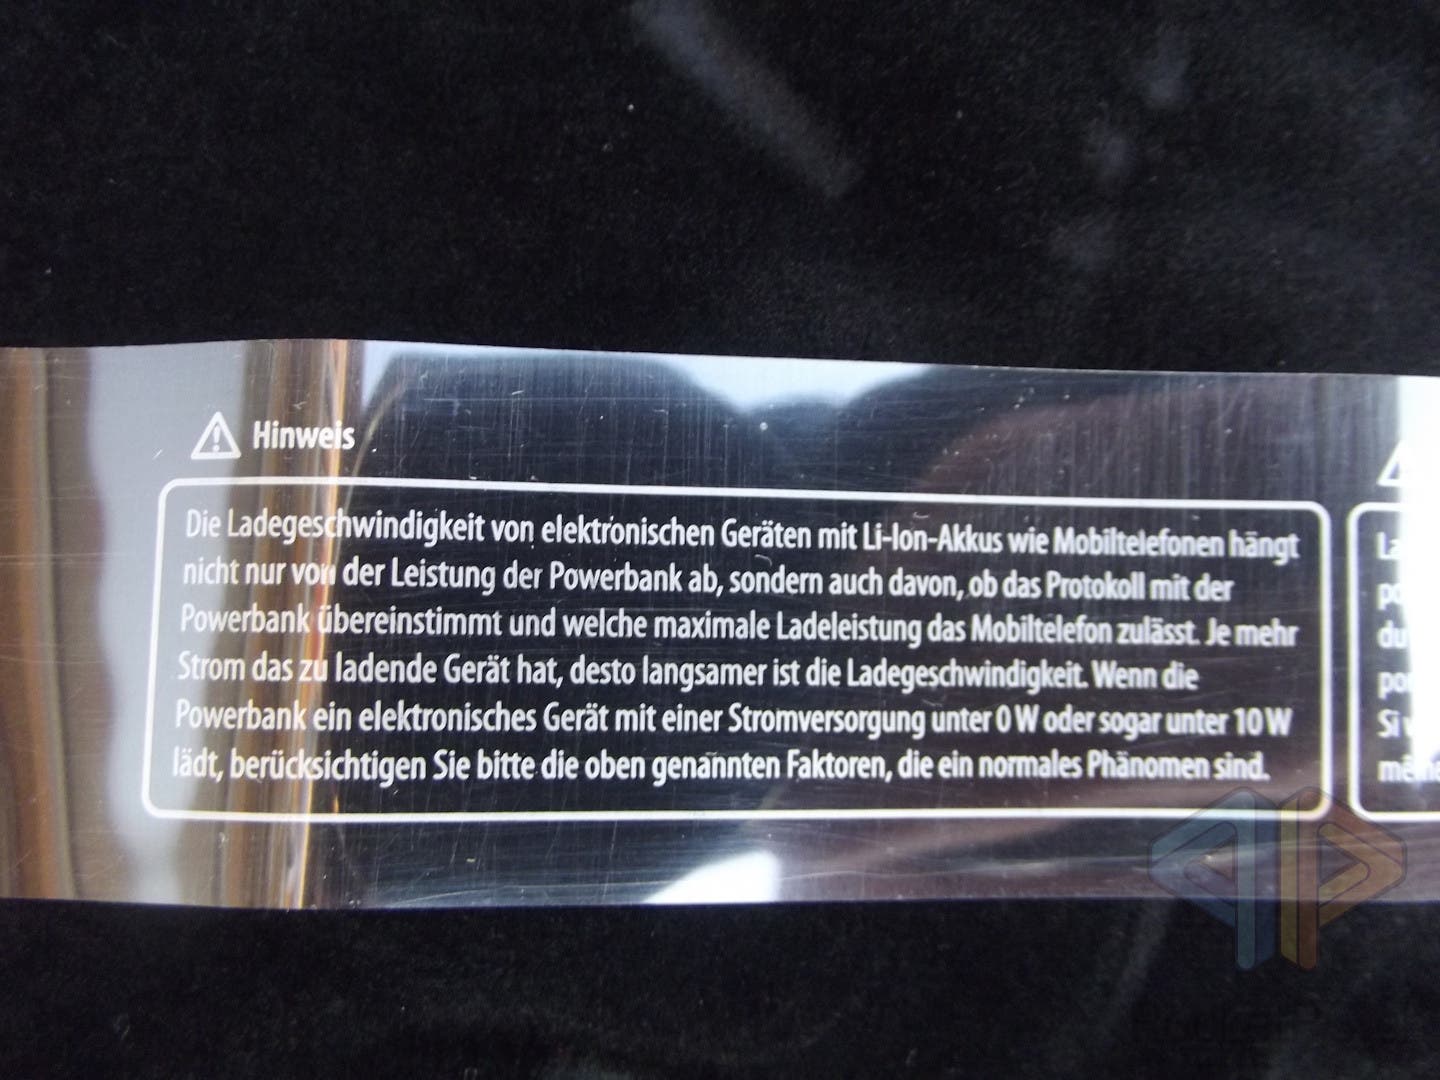 Hinweis
Die Ladegeschwindigkeit von elektronischen Geräten mit Li-Ion-Akkus wie Mobiltelefonen hängt
nicht nur von der Leistung der Powerbank ab, sondern auch davon, ob das Protokoll mit der
Powerbank übereinstimmt und welche maximale Ladeleistung das Mobiltelefon zulässt. Je mehr
Strom das zu ladende Gerät hat, desto langsamer ist die Ladegeschwindigkeit. Wenn die
Powerbank ein elektronisches Gerät mit einer Stromversorgung unter 0 W oder sogar unter 10 W
lädt, berücksichtigen Sie bitte die oben genannten Faktoren, die ein normales Phänomen sind.
La
po
du
Si